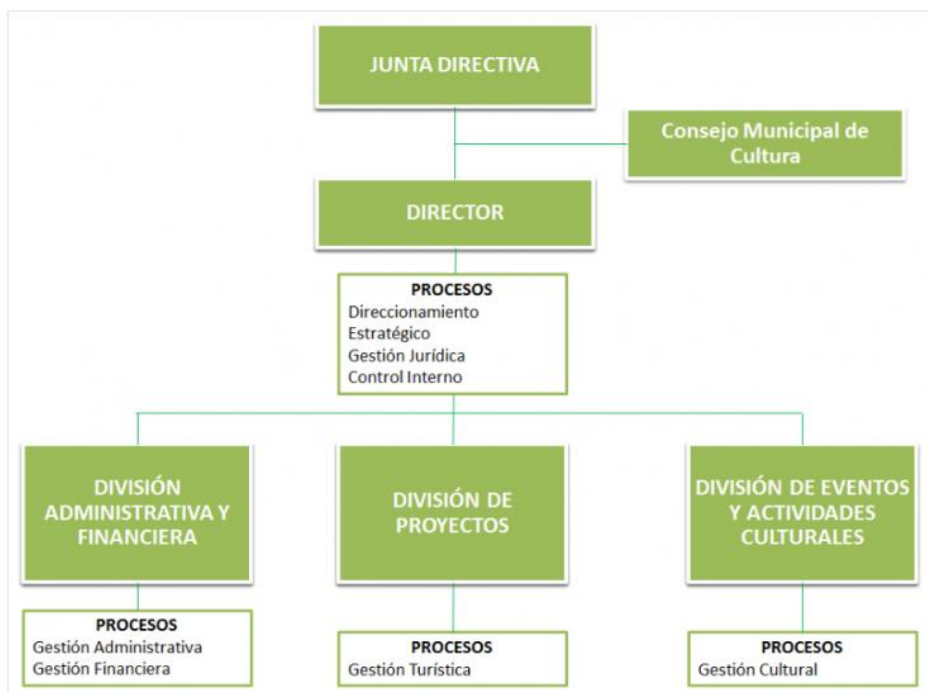 JUNTA DIRECTIVA
Consejo Municipal de
Cultura
DIRECTOR
PROCESOS
Direccionamiento
Estratégico
Gestión Jurídica
Control Interno
DIVISIÓN
ADMINISTRATIVA Y
FINANCIERA
DIVISIÓN DE
PROYECTOS
DIVISIÓN DE EVENTOS
Y ACTIVIDADES
CULTURALES
PROCESOS
Gestión Administrativa
Gestión Financiera
PROCESOS
Gestión Turística
PROCESOS
Gestión Cultural